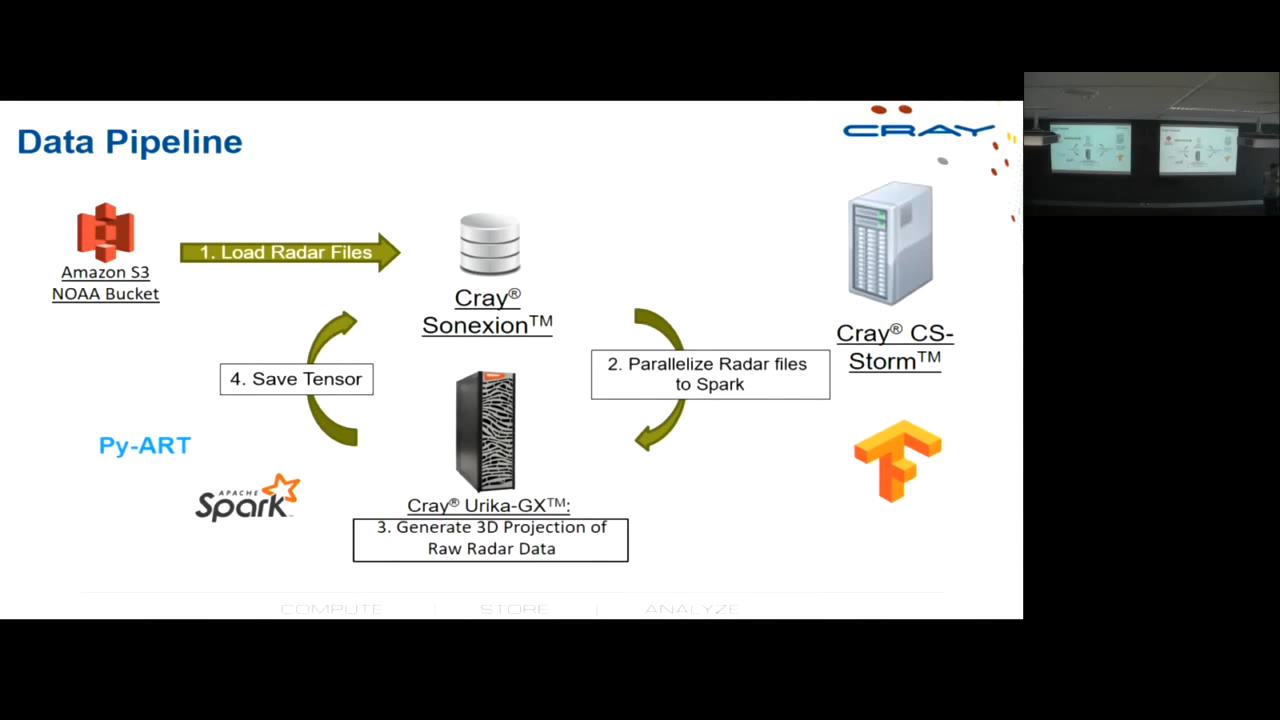 Data Pipeline
CRAY
Amazon S3
NOAA Bucket
1. Load Radar Files
Cray® 
Sonexion™
Cray® CS-
Storm™
4. Save Tensor
2. Parallelize Radar files
to Spark
Py-ART
APACHE
Spark™
Cray® Urika-GX™:
3. Generate 3D Projection of
Raw Radar Data
COMPUTE | STORE | ANALYZE